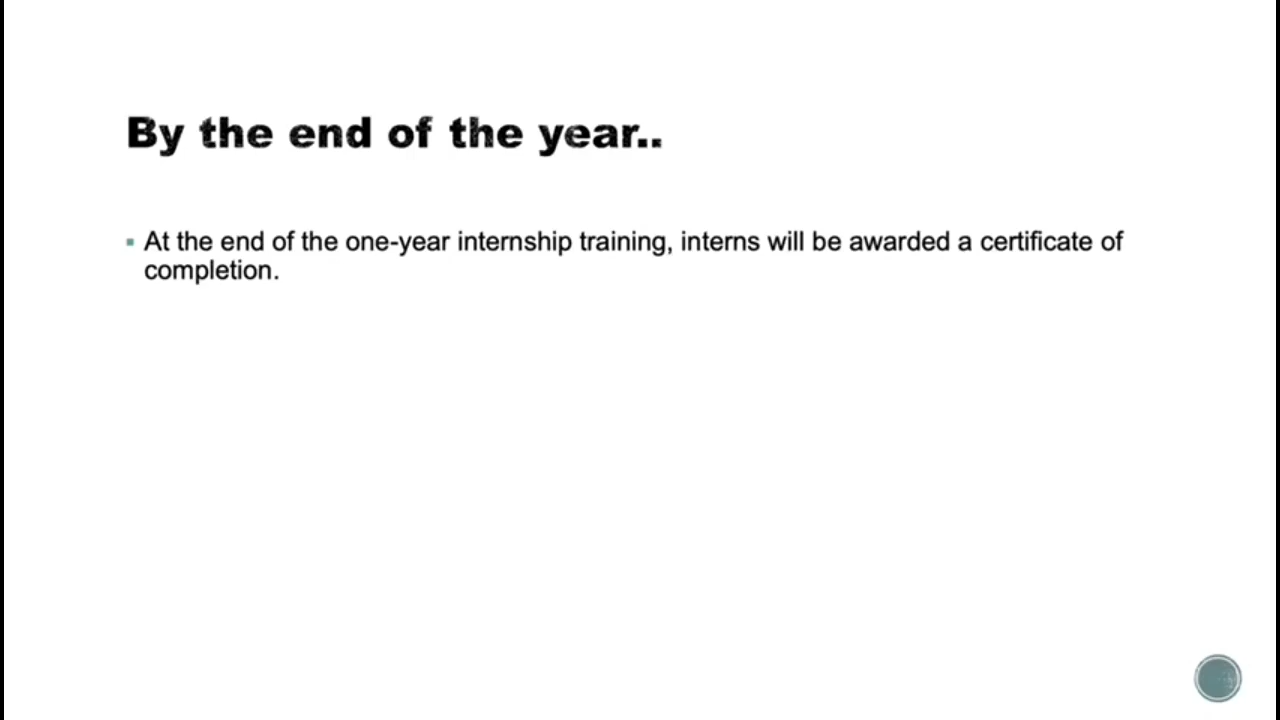 By the end of the year..
At the end of the one-year internship training, interns will be awarded a certificate of
completion.